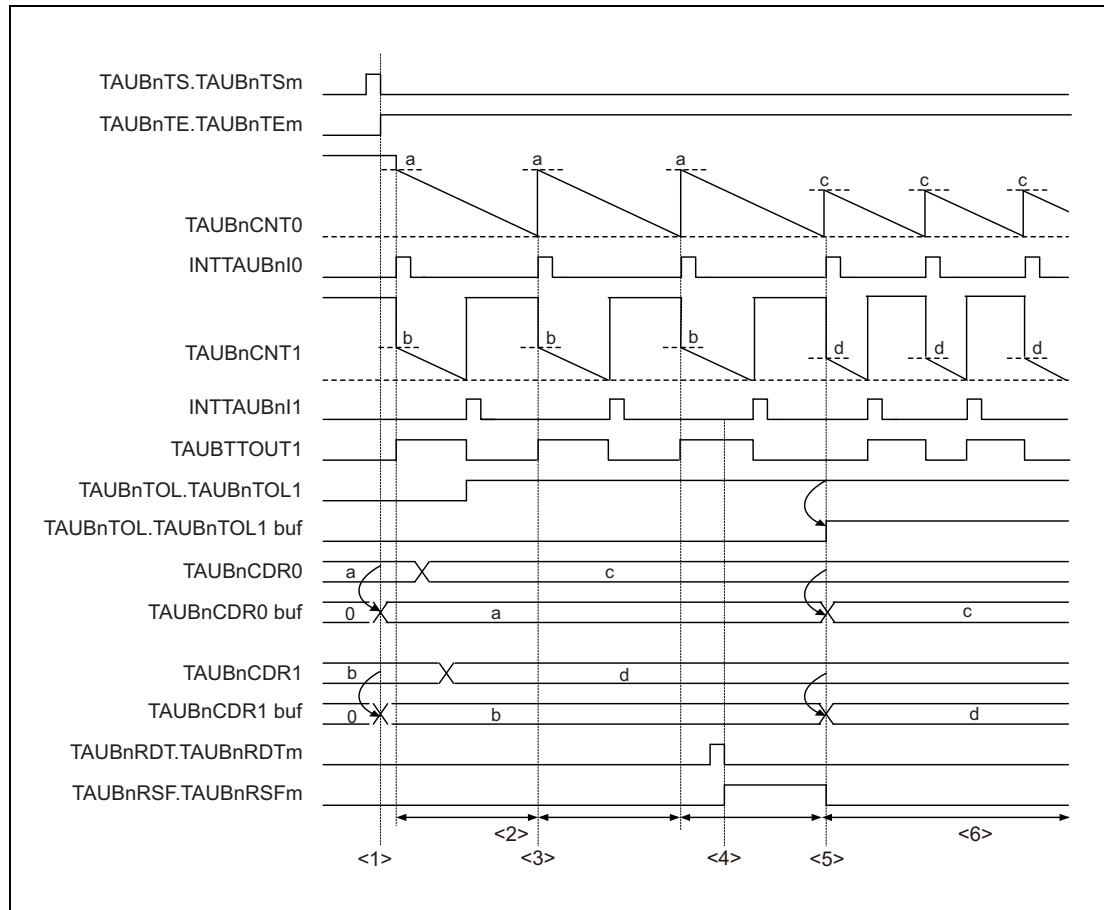 TAUBnTS.TAUBnTSm
TAUBnTE.TAUBnTEm
a a a
c c c
TAUBnCNT0
INTTAUBnI0
b b b
TAUBnCNT1
d d d
INTTAUBnI1
TAUBTTOUT1
TAUBnTOL.TAUBnTOL1
TAUBnTOL.TAUBnTOL1 buf
TAUBnCDR0 a c
TAUBnCDR0 buf 0 a c
TAUBnCDR1 b d
TAUBnCDR1 buf 0 b d
TAUBnRDT.TAUBnRDTm
TAUBnRSF.TAUBnRSFm
<2> <6>
<1> <3> <4> <5>